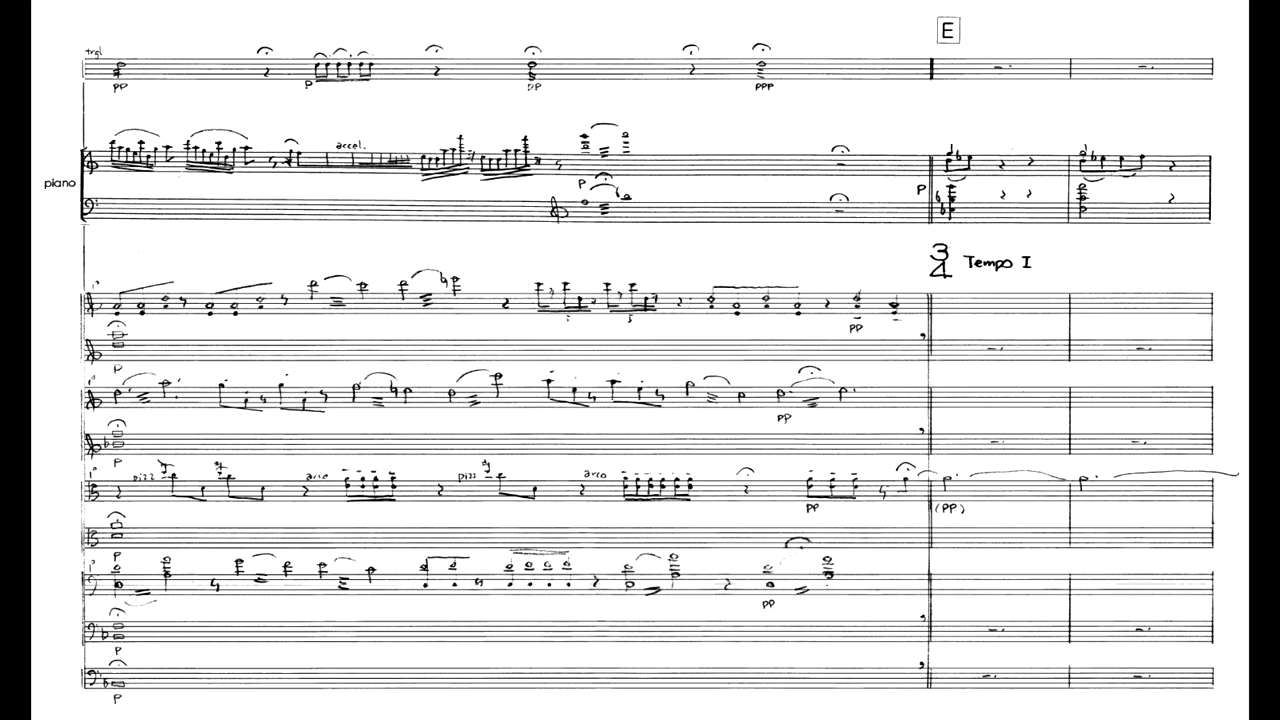 E
trgl
PP P PP PPP
accel.
piano
P P
3
4 Tempo I
PP
P
PP
P
pizz arco pizz arco
PP (PP)
P
PP
P
P